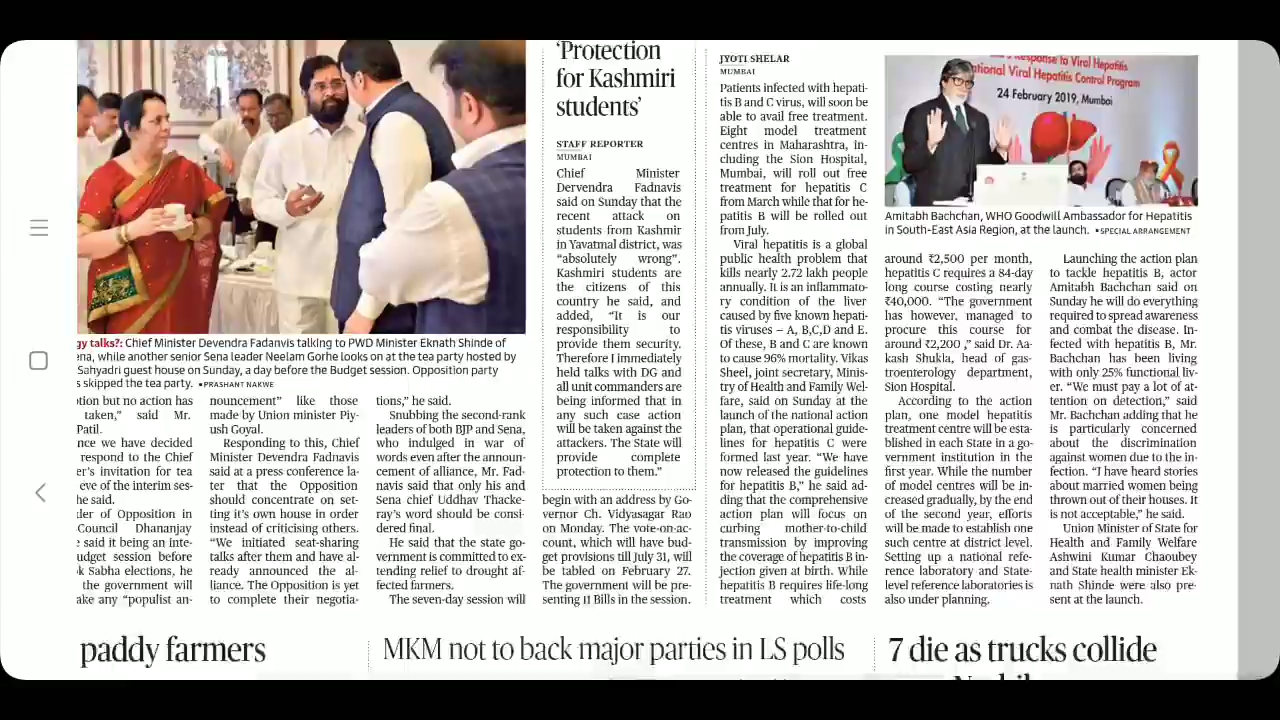 gy talks?: Chief Minister Devendra Fadanvis talking to PWD Minister Eknath Shinde of
ena, while another senior Sena leader Neelam Gorhe looks on at the tea party hosted by
Sahyadri guest house on Sunday, a day before the Budget session. Opposition party
s skipped the tea party. ▪PRASHANT NAKWE
tion but no action has
taken,” said Mr.
Patil.
nce we have decided
respond to the Chief
er’s invitation for tea
eve of the interim ses-
he said.
der of Opposition in
Council Dhananjay
said it being an inte-
udget session before
k Sabha elections, he
the government will
ake any “populist an-
nouncement” like those
made by Union minister Piy-
ush Goyal.
Responding to this, Chief
Minister Devendra Fadnavis
said at a press conference la-
ter that the Opposition
should concentrate on set-
ting it’s own house in order
instead of criticising others.
“We initiated seat-sharing
talks after them and have al-
ready announced the al-
liance. The Opposition is yet
to complete their negotia-
tions,” he said.
Snubbing the second-rank
leaders of both BJP and Sena,
who indulged in war of
words even after the announ-
cement of alliance, Mr. Fad-
navis said that only his and
Sena chief Uddhav Thacke-
ray’s word should be consi-
dered final.
He said that the state go-
vernment is committed to ex-
tending relief to drought af-
fected farmers.
The seven-day session will
begin with an address by Go-
vernor Ch. Vidyasagar Rao
on Monday. The vote-on-ac-
count, which will have bud-
get provisions till July 31, will
be tabled on February 27.
The government will be pre-
senting 11 Bills in the session.
‘Protection
for Kashmiri
students’
STAFF REPORTER
MUMBAI
Chief Minister
Dervendra Fadnavis
said on Sunday that the
recent attack on
students from Kashmir
in Yavatmal district, was
“absolutely wrong”.
Kashmiri students are
the citizens of this
country he said, and
added, “It is our
responsibility to
provide them security.
Therefore I immediately
held talks with DG and
all unit commanders are
being informed that in
any such case action
will be taken against the
attackers. The State will
provide complete
protection to them.”
JYOTI SHELAR
MUMBAI
Patients infected with hepati-
tis B and C virus, will soon be
able to avail free treatment.
Eight model treatment
centres in Maharashtra, in-
cluding the Sion Hospital,
Mumbai, will roll out free
treatment for hepatitis C
from March while that for he-
patitis B will be rolled out
from July.
Viral hepatitis is a global
public health problem that
kills nearly 2.72 lakh people
annually. It is an inflammato-
ry condition of the liver
caused by five known hepati-
tis viruses – A, B,C,D and E.
Of these, B and C are known
to cause 96% mortality. Vikas
Sheel, joint secretary, Minis-
try of Health and Family Wel-
fare, said on Sunday at the
launch of the national action
plan, that operational guide-
lines for hepatitis C were
formed last year. “We have
now released the guidelines
for hepatitis B,” he said ad-
ding that the comprehensive
action plan will focus on
curbing mother-to-child
transmission by improving
the coverage of hepatitis B in-
jection given at birth. While
hepatitis B requires life-long
treatment which costs
Response to Viral Hepatitis
National Viral Hepatitis Control Program
24 February 2019, Mumbai
Amitabh Bachchan, WHO Goodwill Ambassador for Hepatitis
in South-East Asia Region, at the launch. ▪SPECIAL ARRANGEMENT
around ₹2,500 per month,
hepatitis C requires a 84-day
long course costing nearly
₹40,000. “The government
has however, managed to
procure this course for
around ₹2,200 ,” said Dr. Aa-
kash Shukla, head of gas-
troenterology department,
Sion Hospital.
According to the action
plan, one model hepatitis
treatment centre will be esta-
blished in each State in a go-
vernment institution in the
first year. While the number
of model centres will be in-
creased gradually, by the end
of the second year, efforts
will be made to establish one
such centre at district level.
Setting up a national refe-
rence laboratory and State-
level reference laboratories is
also under planning.
Launching the action plan
to tackle hepatitis B, actor
Amitabh Bachchan said on
Sunday he will do everything
required to spread awareness
and combat the disease. In-
fected with hepatitis B, Mr.
Bachchan has been living
with only 25% functional liv-
er. “We must pay a lot of at-
tention on detection,” said
Mr. Bachchan adding that he
is particularly concerned
about the discrimination
against women due to the in-
fection. “I have heard stories
about married women being
thrown out of their houses. It
is not acceptable,” he said.
Union Minister of State for
Health and Family Welfare
Ashwini Kumar Chaoubey
and State health minister Ek-
nath Shinde were also pre-
sent at the launch.
paddy farmers
MKM not to back major parties in LS polls
7 die as trucks collide